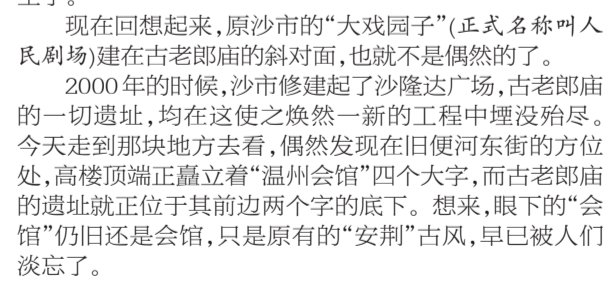 现在回想起来,原沙市的“大戏园子”(正式名称叫人
民剧场)建在古老郎庙的斜对面,也就不是偶然的了。
2000年的时候,沙市修建起了沙隆达广场,古老郎庙
的一切遗址,均在这使之焕然一新的工程中堙没殆尽。
今天走到那块地方去看,偶然发现在旧便河东街的方位
处,高楼顶端正矗立着“温州会馆”四个大字,而古老郎庙
的遗址就正位于其前边两个字的底下。想来,眼下的“会
馆”仍旧还是会馆,只是原有的“安荆”古风,早已被人们
淡忘了。